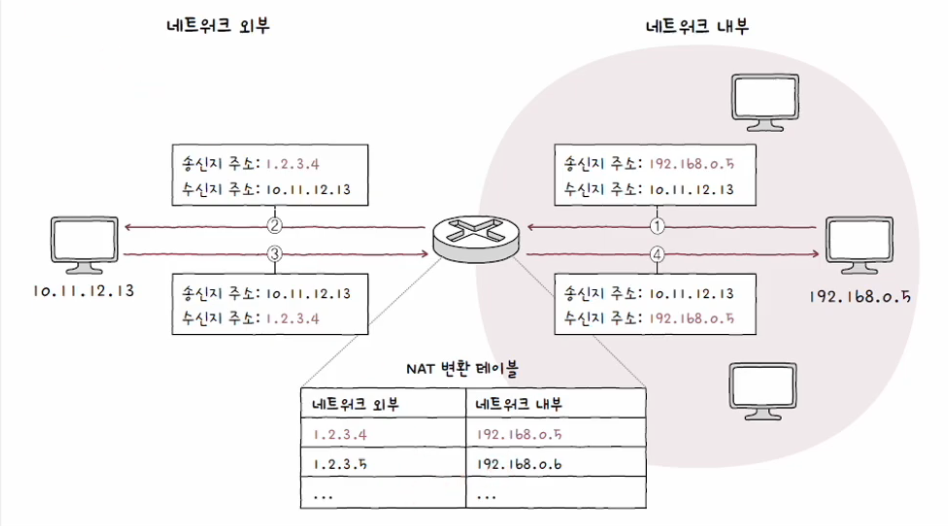 네트워크 외부
네트워크 내부
송신지 주소: 1.2.3.4
수신지 주소: 10.11.12.13
송신지 주소: 192.168.0.5
수신지 주소: 10.11.12.13
②
①
③
④
10.11.12.13
192.168.0.5
송신지 주소: 10.11.12.13
수신지 주소: 1.2.3.4
송신지 주소: 10.11.12.13
수신지 주소: 192.168.0.5
NAT 변환 테이블
네트워크 외부 네트워크 내부
1.2.3.4 192.168.0.5
1.2.3.5 192.168.0.6
... ...